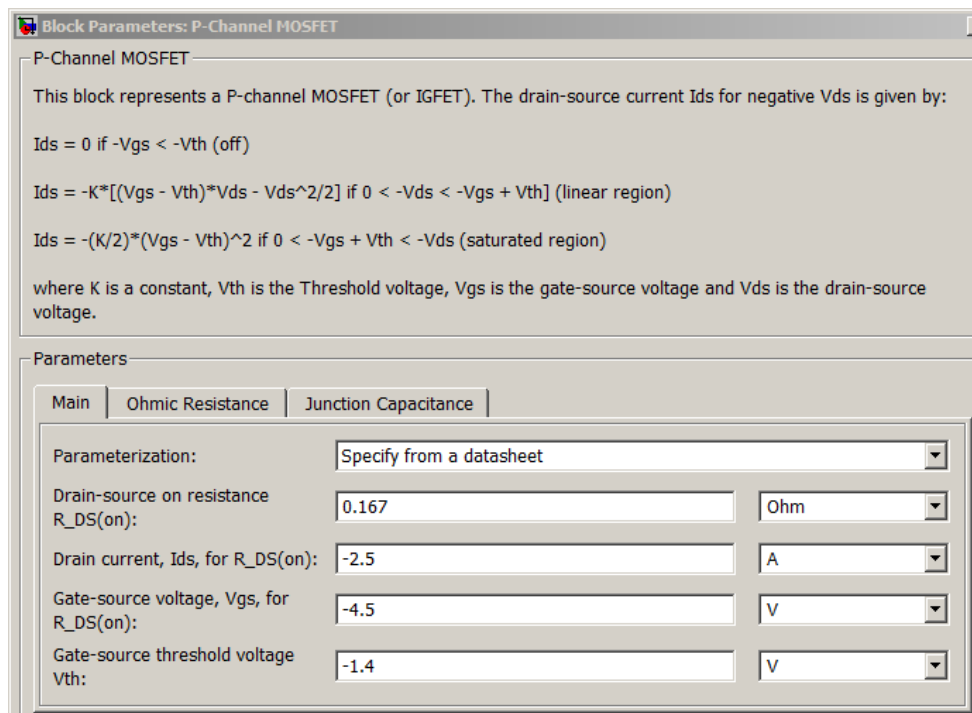 Block Parameters: P-Channel MOSFET
P-Channel MOSFET
This block represents a P-channel MOSFET (or IGFET). The drain-source current Ids for negative Vds is given by:
Ids = 0 if -Vgs < -Vth (off)
Ids = -K*[(Vgs - Vth)*Vds - Vds^2/2] if 0 < -Vds < -Vgs + Vth] (linear region)
Ids = -(K/2)*(Vgs - Vth)^2 if 0 < -Vgs + Vth < -Vds (saturated region)
where K is a constant, Vth is the Threshold voltage, Vgs is the gate-source voltage and Vds is the drain-source
voltage.
Parameters
Main Ohmic Resistance Junction Capacitance
Parameterization: Specify from a datasheet
Drain-source on resistance
R_DS(on): 0.167 Ohm
Drain current, Ids, for R_DS(on): -2.5 A
Gate-source voltage, Vgs, for
R_DS(on): -4.5 V
Gate-source threshold voltage
Vth: -1.4 V